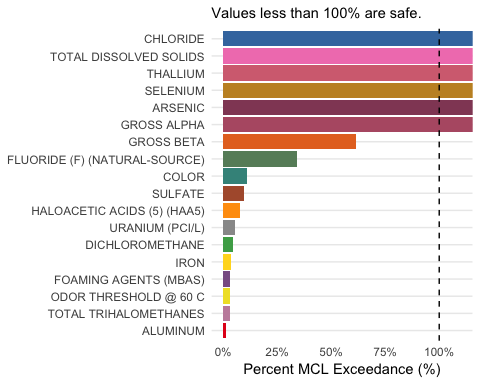 Values less than 100% are safe.
CHLORIDE
TOTAL DISSOLVED SOLIDS
THALLIUM
SELENIUM
ARSENIC
GROSS ALPHA
GROSS BETA
FLUORIDE (F) (NATURAL-SOURCE)
COLOR
SULFATE
HALOACETIC ACIDS (5) (HAA5)
URANIUM (PCI/L)
DICHLOROMETHANE
IRON
FOAMING AGENTS (MBAS)
ODOR THRESHOLD @ 60 C
TOTAL TRIHALOMETHANES
ALUMINUM
0% 25% 50% 75% 100%
Percent MCL Exceedance (%)